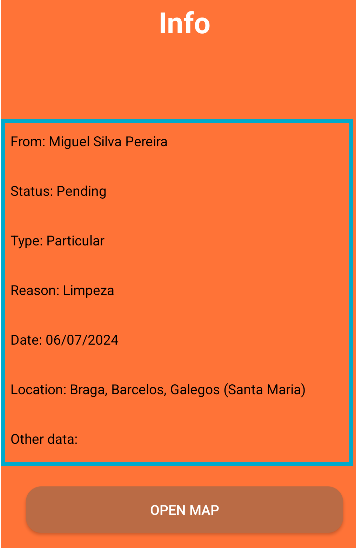 Info
From: Miguel Silva Pereira
Status: Pending
Type: Particular
Reason: Limpeza
Date: 06/07/2024
Location: Braga, Barcelos, Galegos (Santa Maria)
Other data:
OPEN MAP